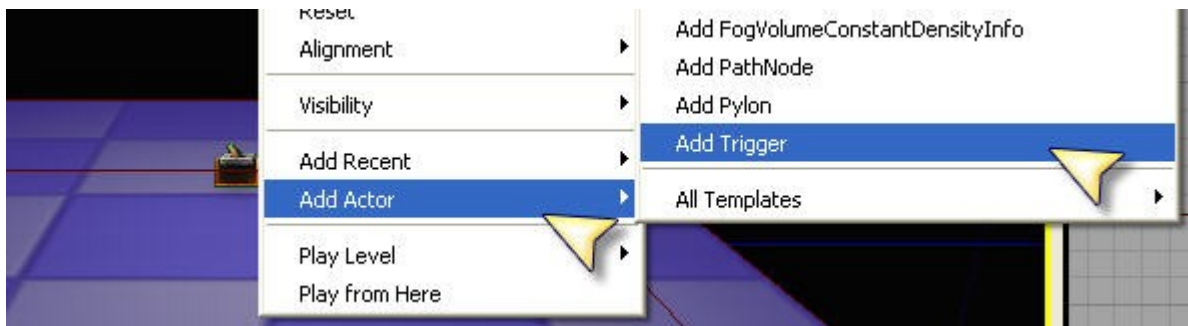 Reset
Alignment
Visibility
Add Recent
Add Actor
Play Level
Play from Here
Add FogVolumeConstantDensityInfo
Add PathNode
Add Pylon
Add Trigger
All Templates